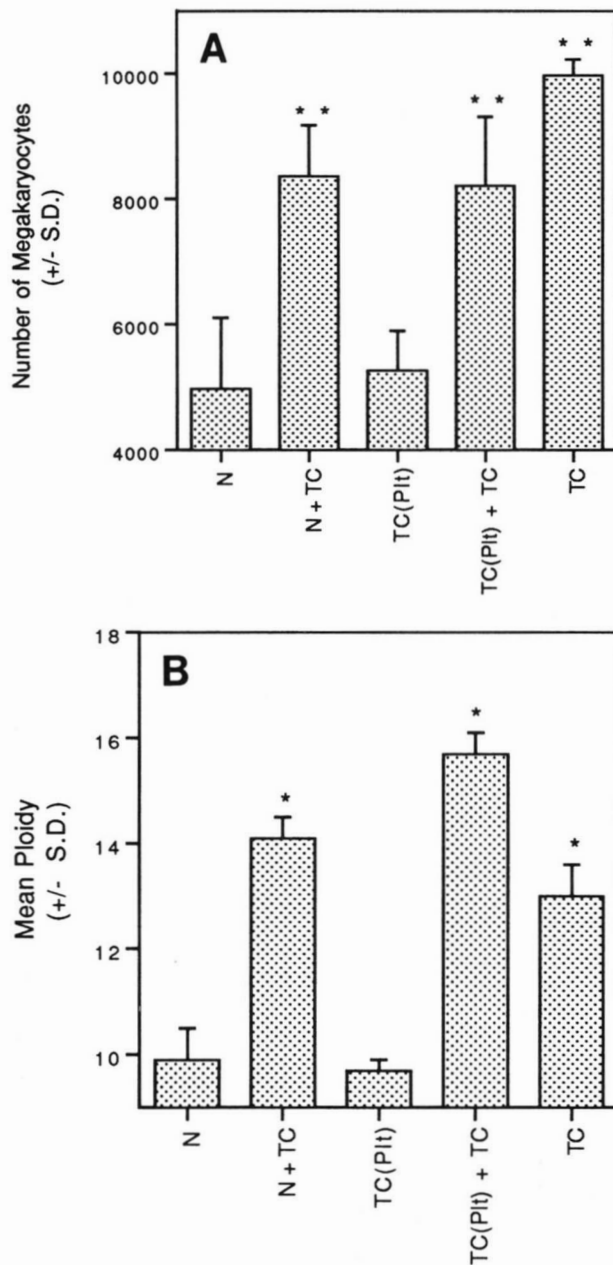 A
Number of Megakaryocytes
(+/- S.D.)
10000
8000
6000
4000
* *
* *
* *
N
N + TC
TC(Plt)
TC(Plt) + TC
TC
B
Mean Ploidy
(+/- S.D.)
18
16
14
12
10
*
*
*
N
N + TC
TC(Plt)
TC(Plt) + TC
TC